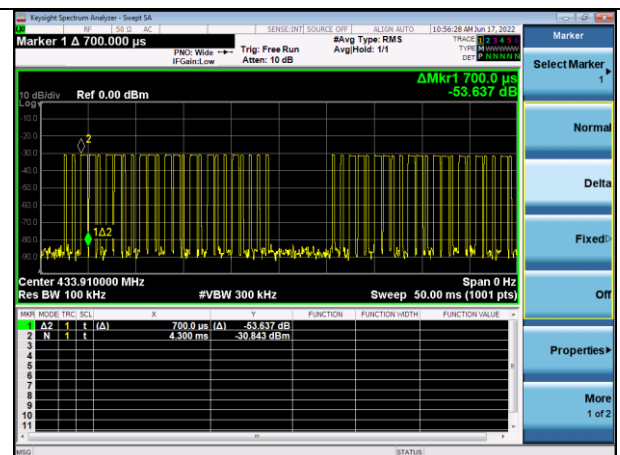 Keysight Spectrum Analyzer - Swept SA
RF 50 Ω AC SENSE:INT SOURCE OFF ALIGN AUTO 10:56:28 AM Jun 17, 2022
Marker 1 Δ 700.000 µs
PNO: Wide
IFGain:Low
Trig: Free Run
Atten: 10 dB
#Avg Type: RMS
Avg|Hold: 1/1
TRACE 1 2 3 4 5 6
TYPE M WWWWW
DET P NNNNN
Marker
Select Marker
1
Normal
Delta
Fixed
Off
Properties
More
1 of 2
ΔMkr1 700.0 µs
-53.637 dB
10 dB/div Ref 0.00 dBm
Log
-10.0
-20.0
-30.0
-40.0
-50.0
-60.0
-70.0
-80.0
-90.0
2
1Δ2
Center 433.910000 MHz Span 0 Hz
Res BW 100 kHz #VBW 300 kHz Sweep 50.00 ms (1001 pts)
MKR MODE TRC SCL X Y FUNCTION FUNCTION WIDTH FUNCTION VALUE
1 Δ2 1 t (Δ) 700.0 µs (Δ) -53.637 dB
2 N 1 t 4.300 ms -30.843 dBm
3
4
5
6
7
8
9
10
11
MSG STATUS